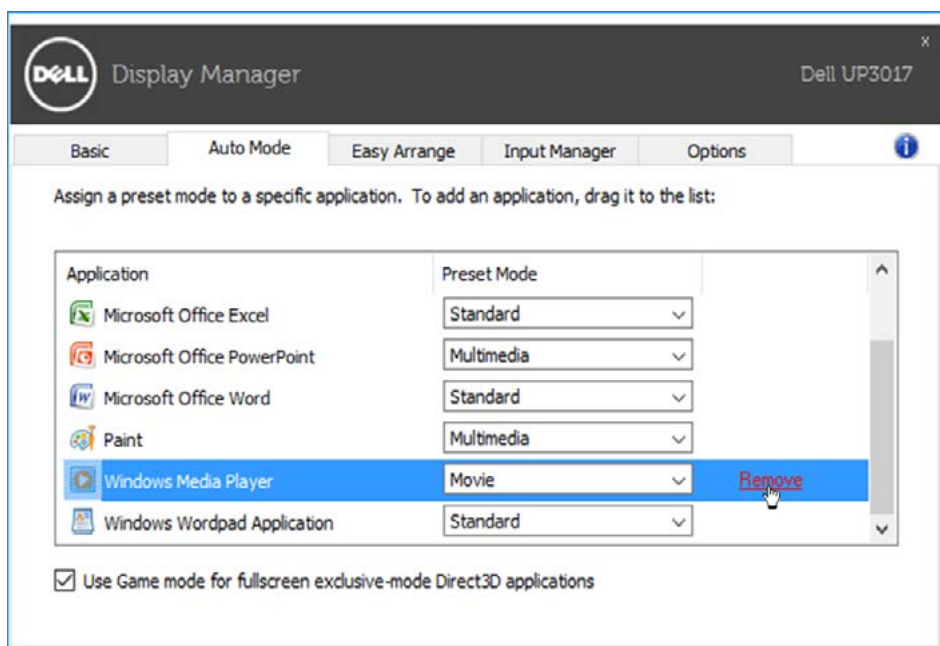 DELL Display Manager
x
Dell UP3017
Basic Auto Mode Easy Arrange Input Manager Options
Assign a preset mode to a specific application. To add an application, drag it to the list:
Application Preset Mode
Microsoft Office Excel Standard
Microsoft Office PowerPoint Multimedia
Microsoft Office Word Standard
Paint Multimedia
Windows Media Player Movie Remove
Windows Wordpad Application Standard
Use Game mode for fullscreen exclusive-mode Direct3D applications